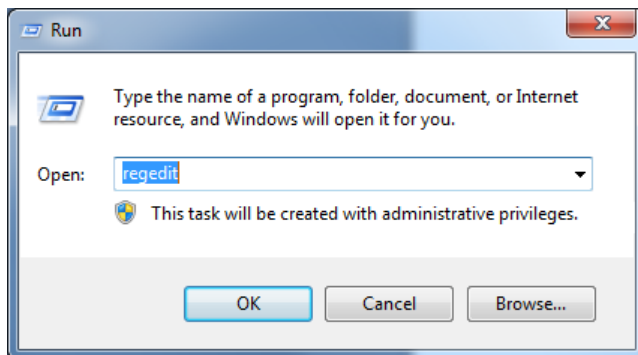 Run
Type the name of a program, folder, document, or Internet
resource, and Windows will open it for you.
Open:
regedit
This task will be created with administrative privileges.
OK
Cancel
Browse...